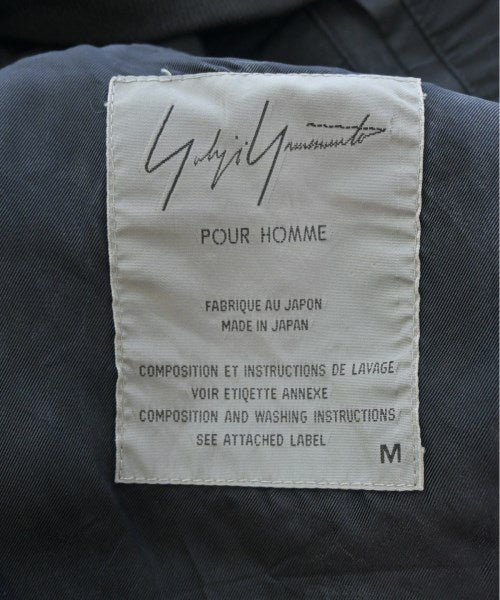 Yohji Yamamoto
POUR HOMME
FABRIQUE AU JAPON
MADE IN JAPAN
COMPOSITION ET INSTRUCTIONS DE LAVAGE/
VOIR ETIQETTE ANNEXE
COMPOSITION AND WASHING INSTRUCTIONS/
SEE ATTACHED LABEL
M